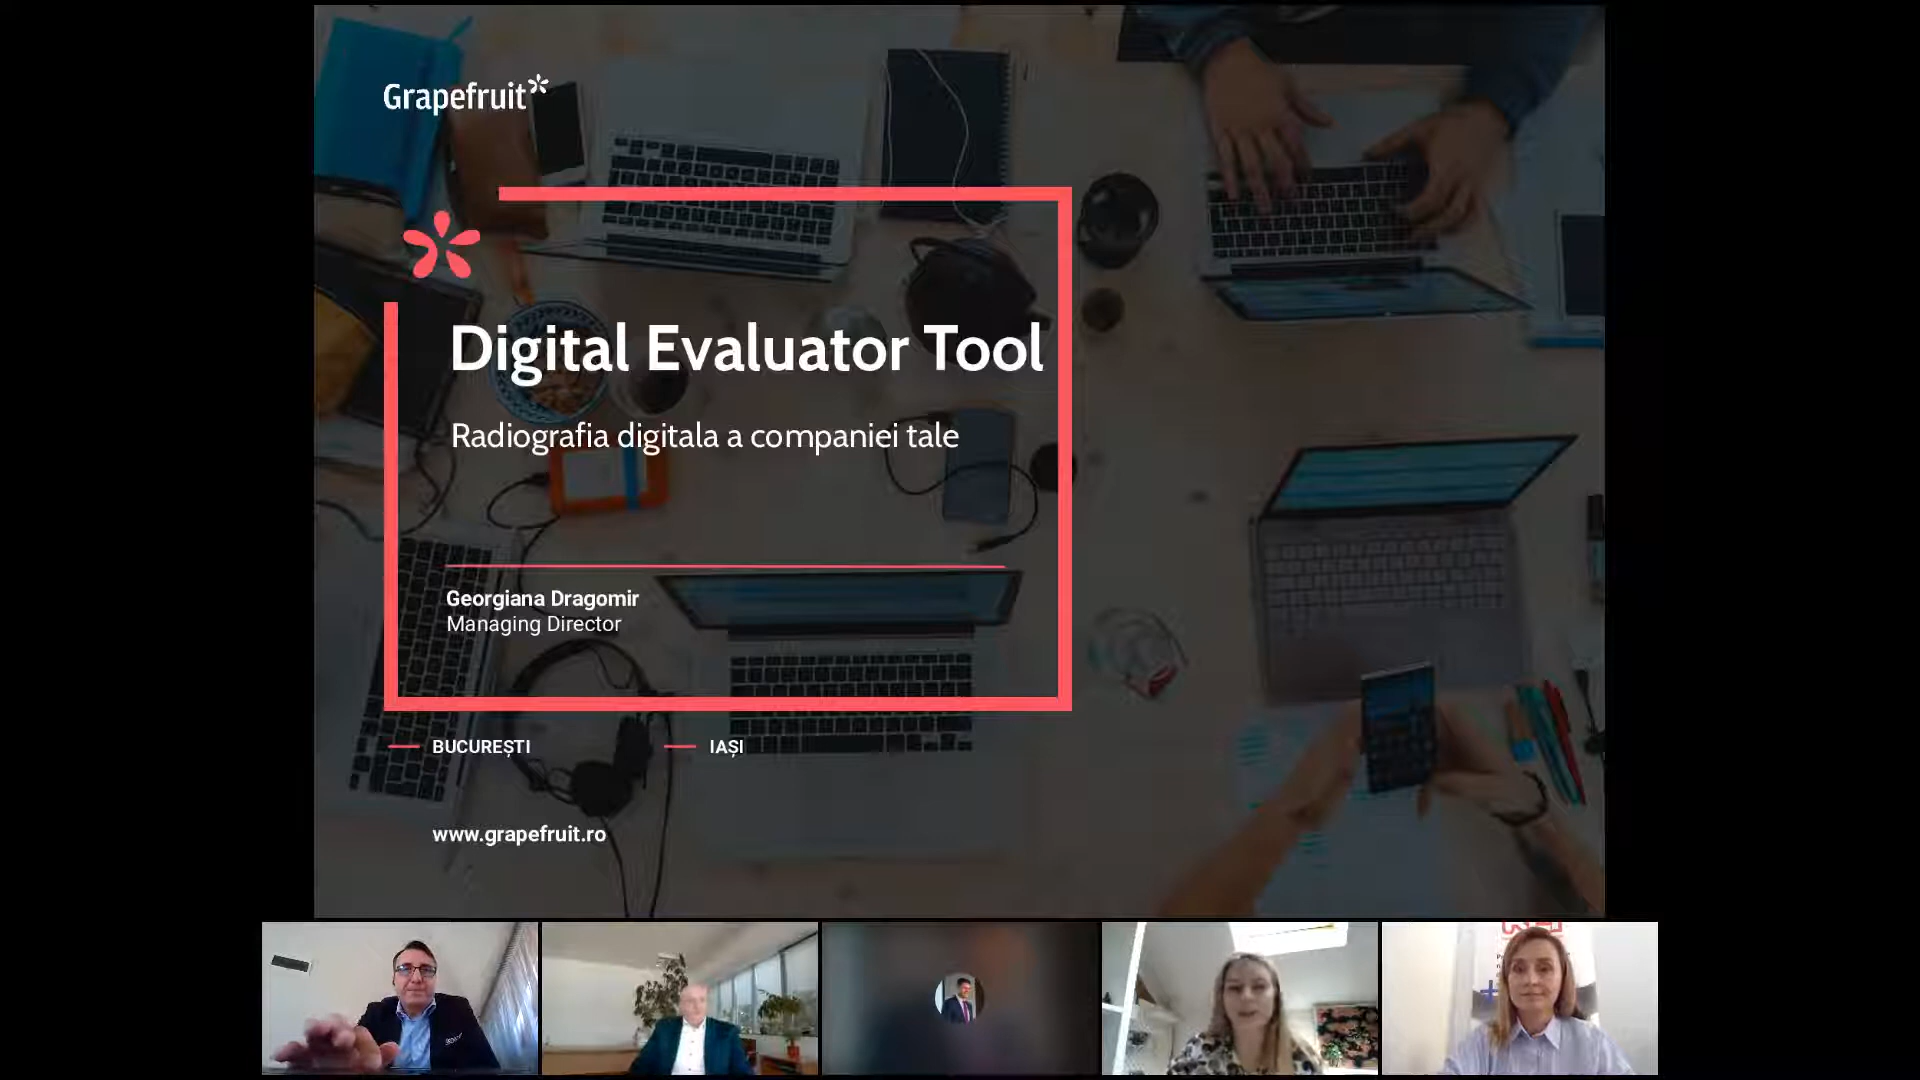 Grapefruit
Digital Evaluator Tool
Radiografia digitala a companiei tale
Georgiana Dragomir
Managing Director
BUCUREȘTI
IAȘI
www.grapefruit.ro